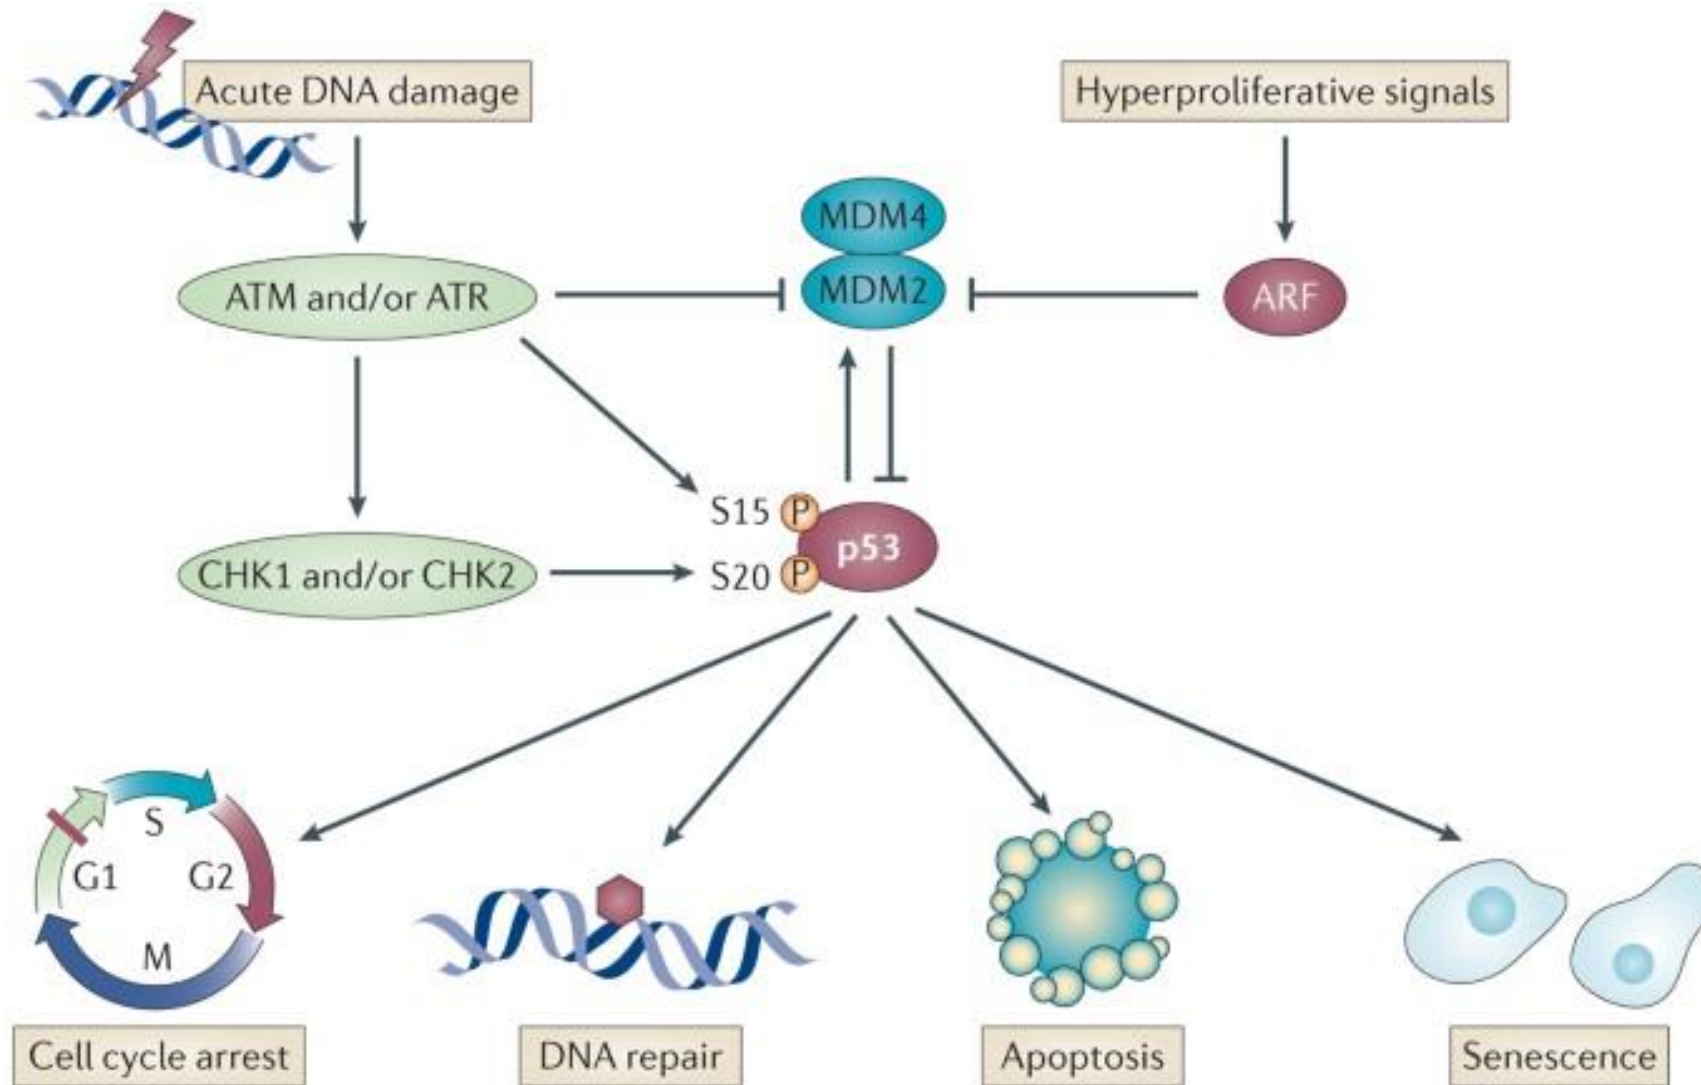 Acute DNA damage
Hyperproliferative signals
MDM4
ATM and/or ATR
MDM2
ARF
S15 P
p53
CHK1 and/or CHK2
S20 P
S
G1
G2
M
Cell cycle arrest
DNA repair
Apoptosis
Senescence